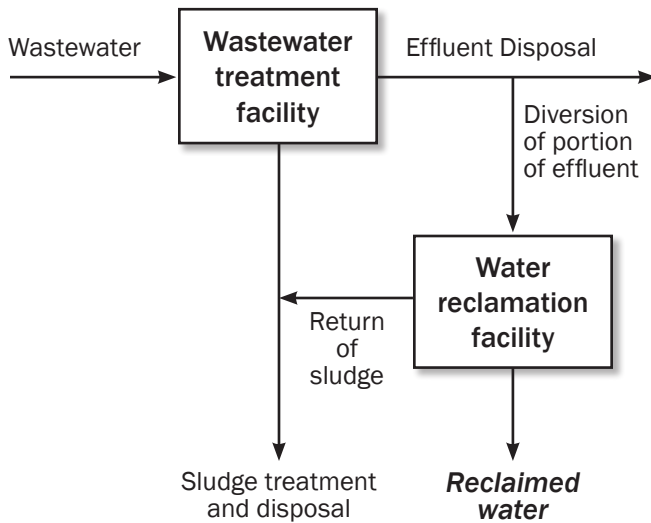 Wastewater
Wastewater
treatment
facility
Effluent Disposal
Diversion
of portion
of effluent
Water
reclamation
facility
Return
of
sludge
Sludge treatment
and disposal
Reclaimed
water